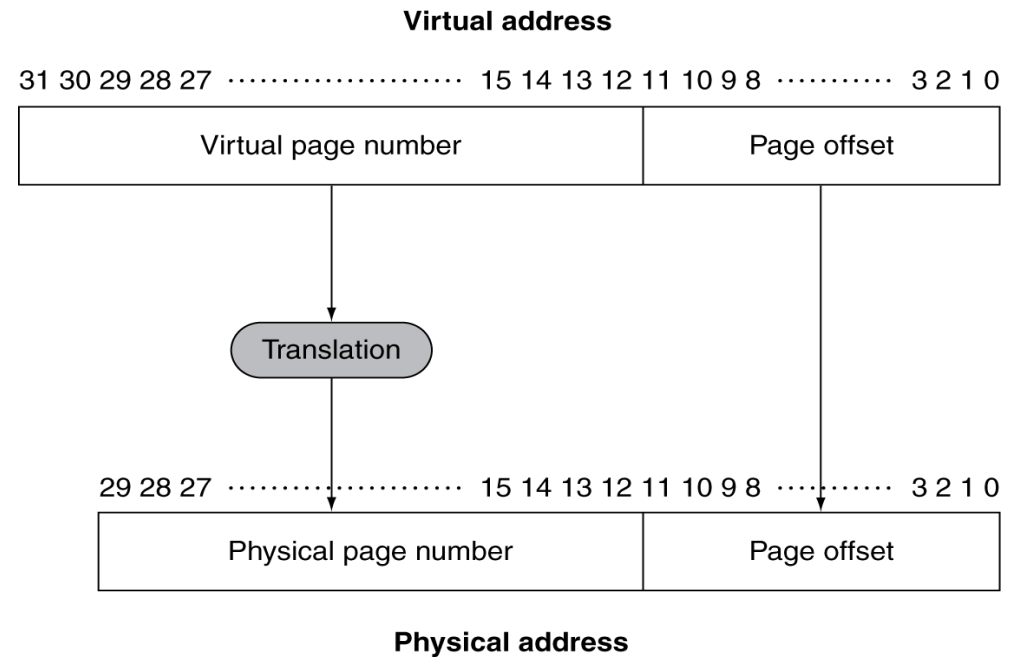 Virtual address
31 30 29 28 27 ······················ 15 14 13 12 11 10 9 8 ··········· 3 2 1 0
Virtual page number Page offset
Translation
29 28 27 ······················ 15 14 13 12 11 10 9 8 ··········· 3 2 1 0
Physical page number Page offset
Physical address